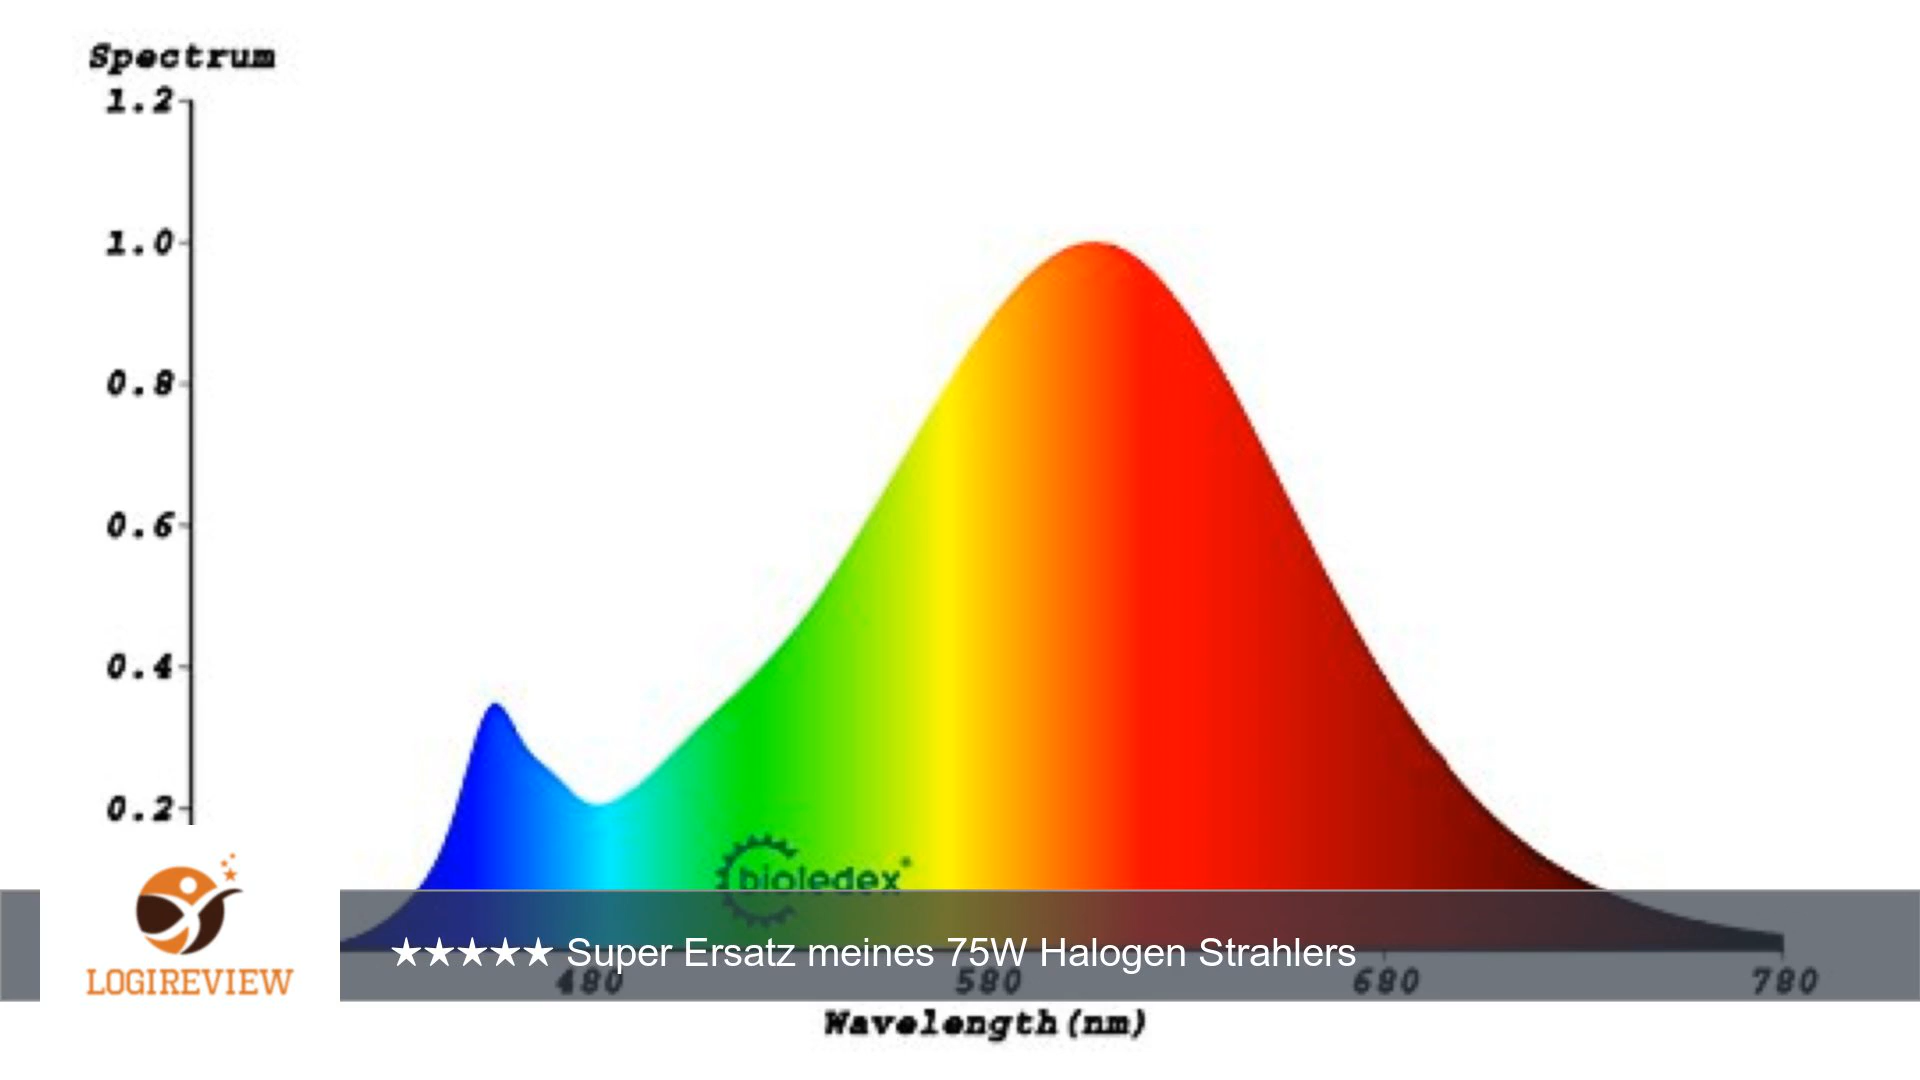 Spectrum
1.2
1.0
0.8
0.6
0.4
0.2
bioledex®
LOGIREVIEW
★★★★★ Super Ersatz meines 75W Halogen Strahlers
480 580 680 780
Wavelength(nm)